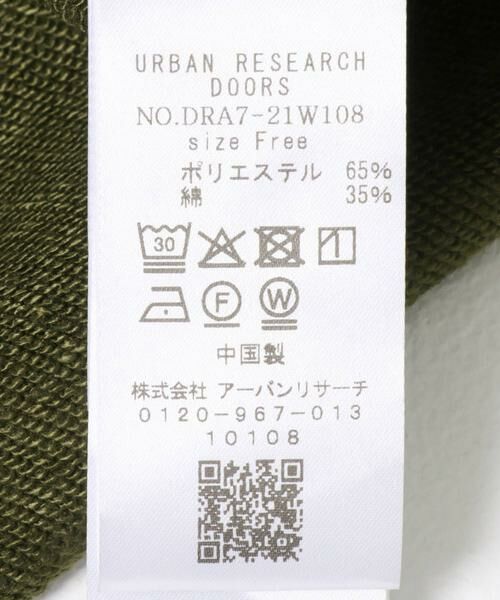 URBAN RESEARCH
DOORS
NO.DRA7-21W108
size Free
ポリエステル 65%
綿 35%
30
F W
中国製
株式会社 アーバンリサーチ
0120-967-013
10108